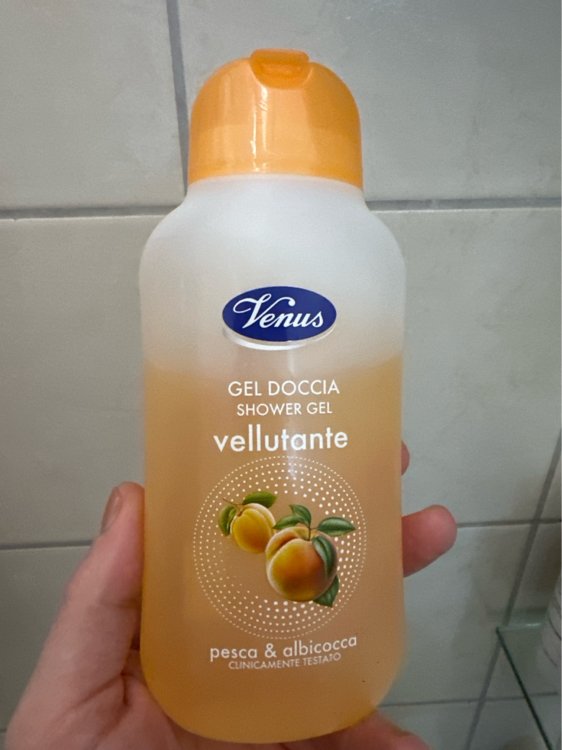 Venus
GEL DOCCIA
SHOWER GEL
vellutante
pesca & albicocca
CLINICAMENTE TESTATO